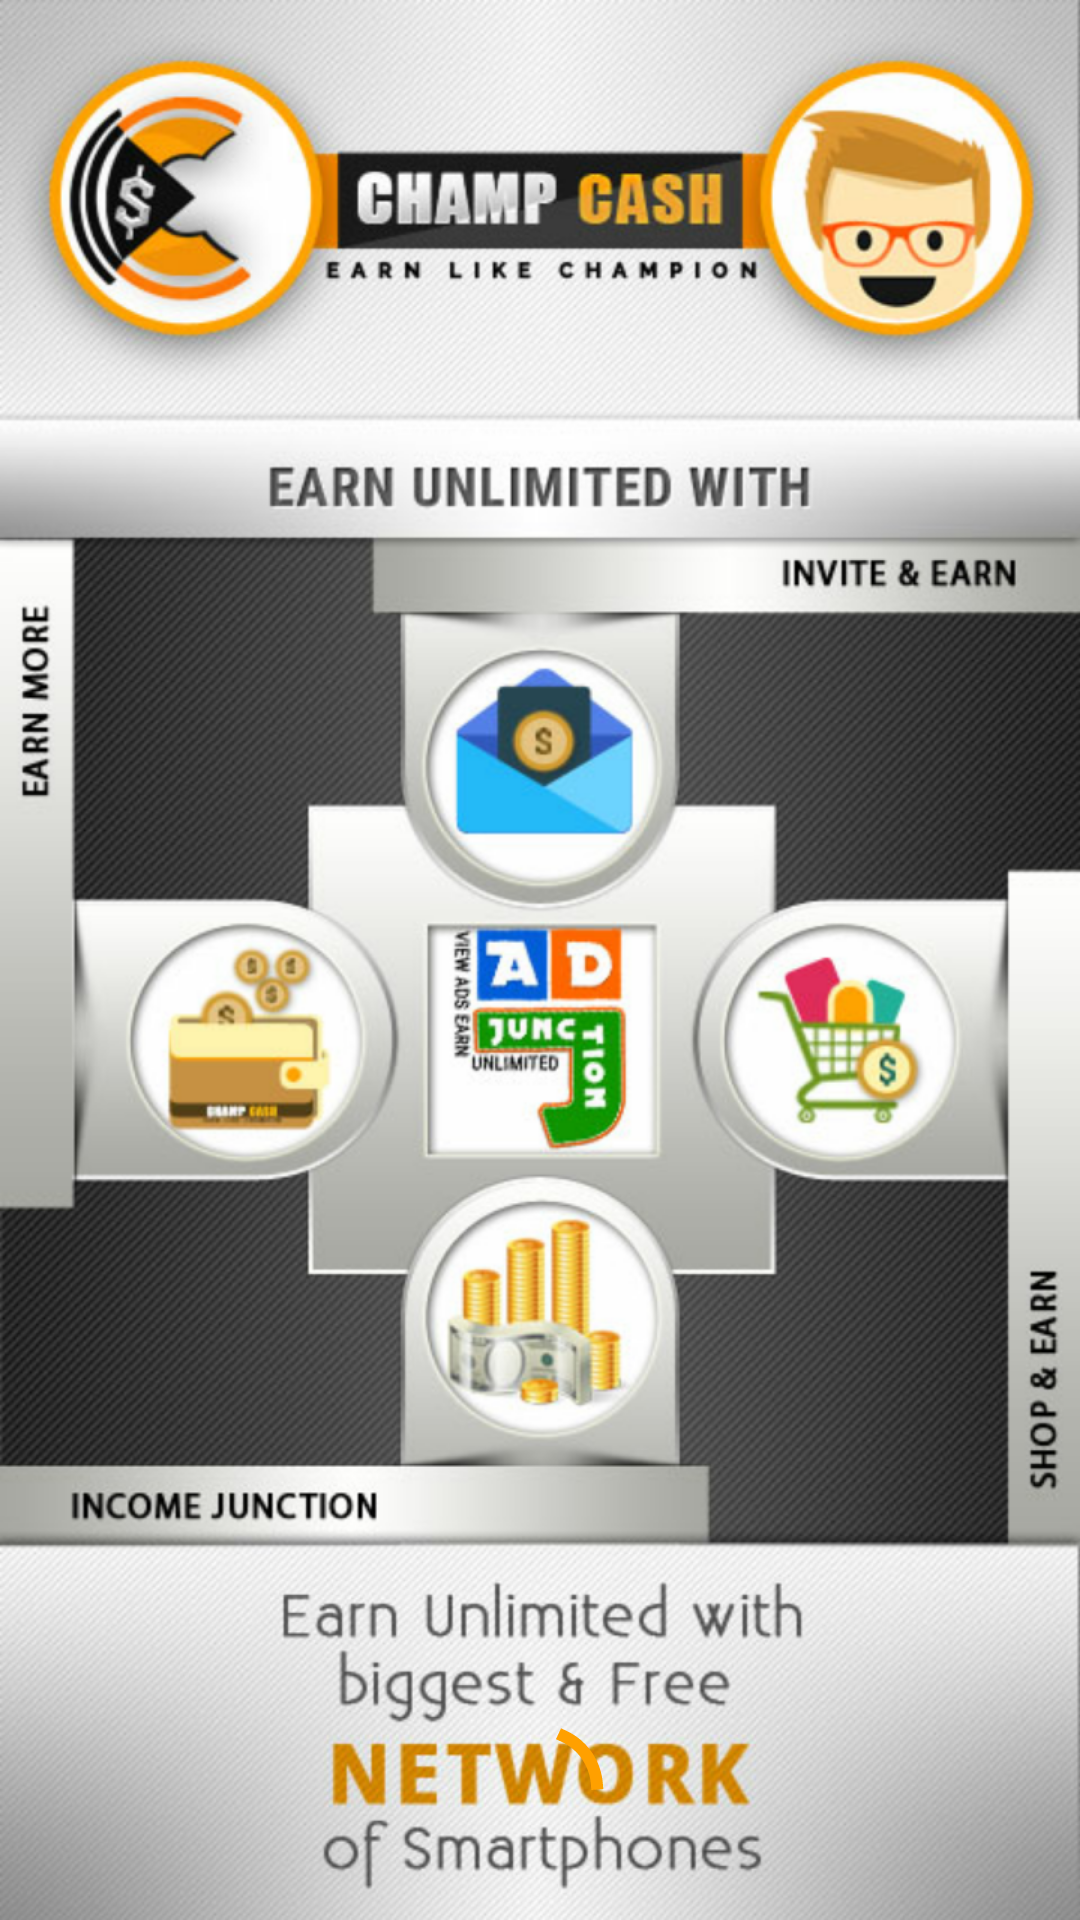 CHAMP CASH
EARN LIKE CHAMPION
EARN UNLIMITED WITH
INVITE & EARN
EARN MORE
VIEW ADS EARN
UNLIMITED
AD
JUNCTION
CHAMP CASH
SHOP & EARN
INCOME JUNCTION
Earn Unlimited with
biggest & Free
NETWORK
of Smartphones